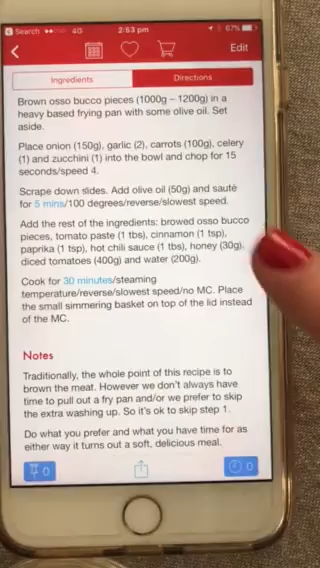 Search 4G 2:53 pm 67%
Edit
Ingredients Directions
Brown osso bucco pieces (1000g – 1200g) in a
heavy based frying pan with some olive oil. Set
aside.
Place onion (150g), garlic (2), carrots (100g), celery
(1) and zucchini (1) into the bowl and chop for 15
seconds/speed 4.
Scrape down slides. Add olive oil (50g) and sauté
for 5 mins/100 degrees/reverse/slowest speed.
Add the rest of the ingredients: browed osso bucco
pieces, tomato paste (1 tbs), cinnamon (1 tsp),
paprika (1 tsp), hot chili sauce (1 tbs), honey (30g),
diced tomatoes (400g) and water (200g).
Cook for 30 minutes/steaming
temperature/reverse/slowest speed/no MC. Place
the small simmering basket on top of the lid instead
of the MC.
Notes
Traditionally, the whole point of this recipe is to
brown the meat. However we don't always have
time to pull out a fry pan and/or we prefer to skip
the extra washing up. So it's ok to skip step 1.
Do what you prefer and what you have time for as
either way it turns out a soft, delicious meal.
0 0